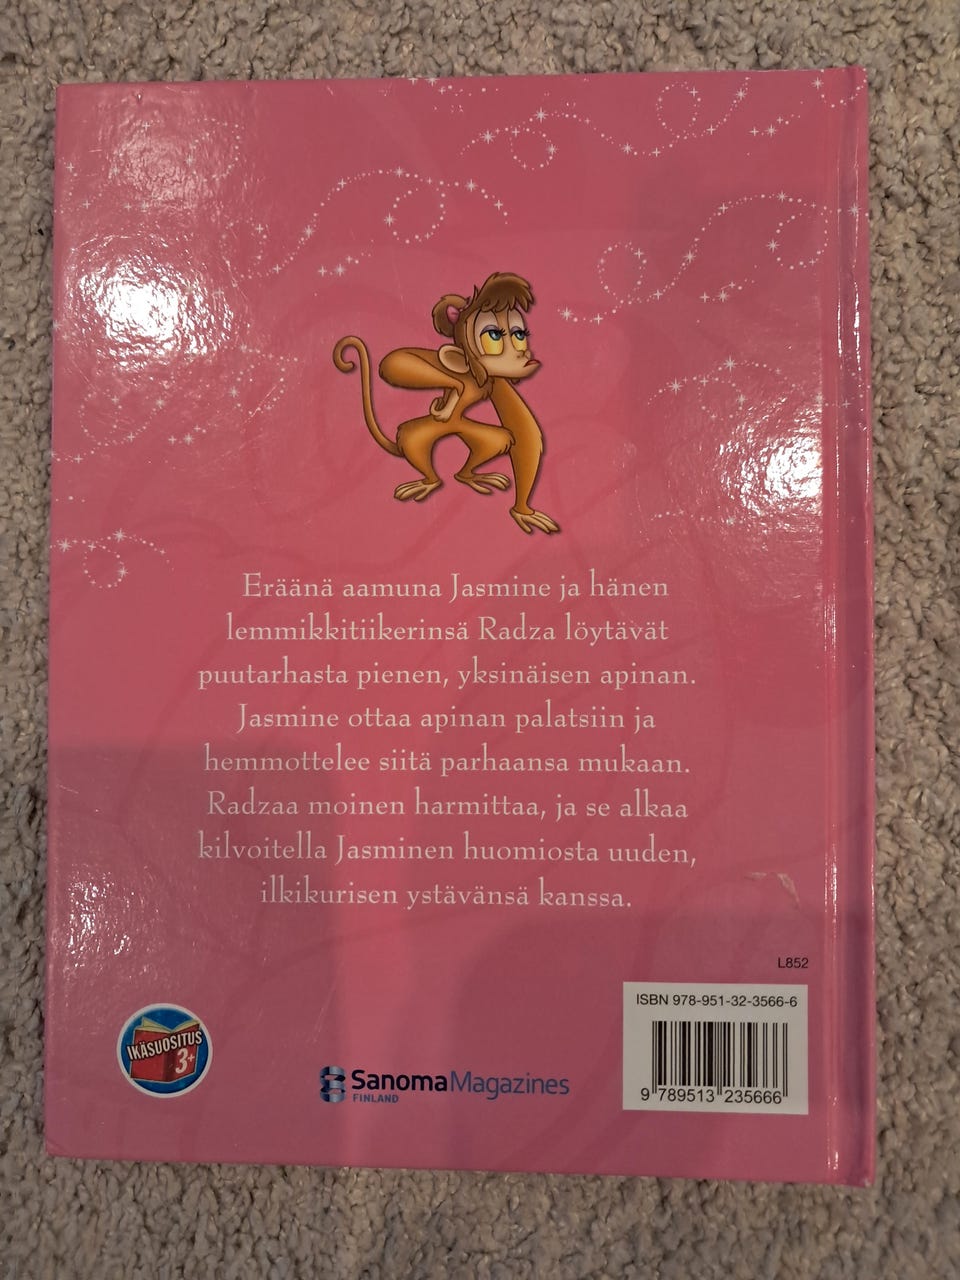 Eräänä aamuna Jasmine ja hänen
lemmikkitiikerinsä Radza löytävät
puutarhasta pienen, yksinäisen apinan.
Jasmine ottaa apinan palatsiin ja
hemmottelee siitä parhaansa mukaan.
Radzaa moinen harmittaa, ja se alkaa
kilvoitella Jasminen huomiosta uuden,
ilkikurisen ystävänsä kanssa.
L852
ISBN 978-951-32-3566-6
9 789513 235666
IKÄSUOSITUS
3+
SanomaMagazines
FINLAND